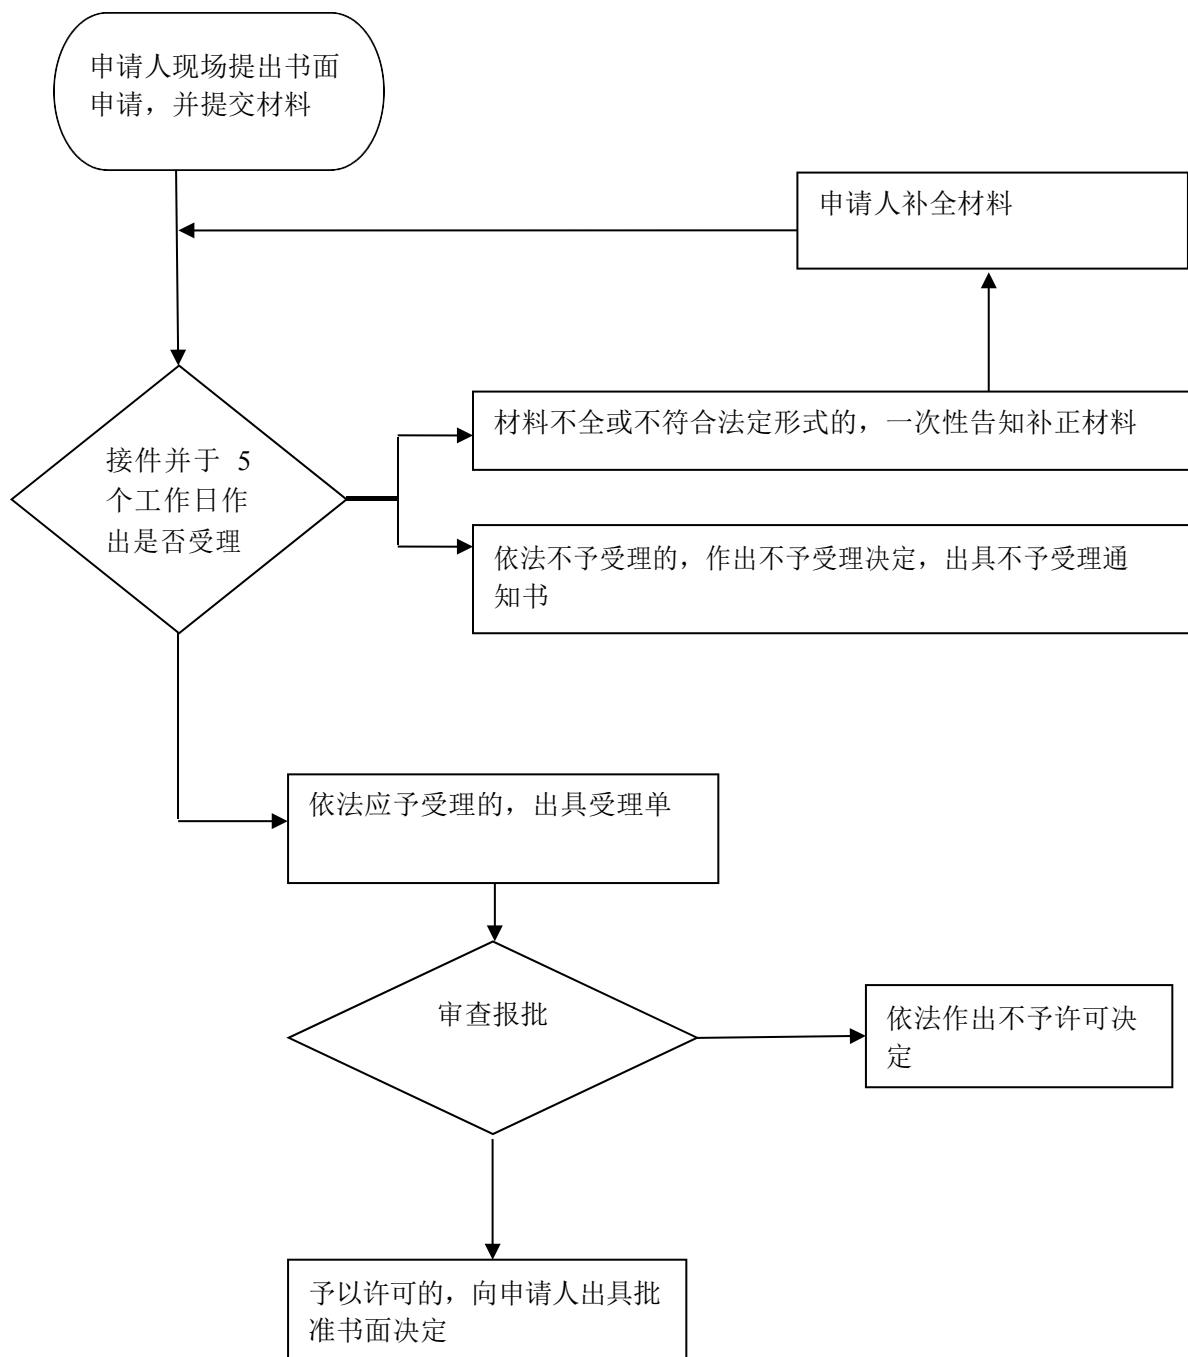 申请人现场提出书面
申请，并提交材料
申请人补全材料
材料不全或不符合法定形式的，一次性告知补正材料
接件并于 5
个工作日作
出是否受理
依法不予受理的，作出不予受理决定，出具不予受理通
知书
依法应予受理的，出具受理单
审查报批
依法作出不予许可决
定
予以许可的，向申请人出具批
准书面决定